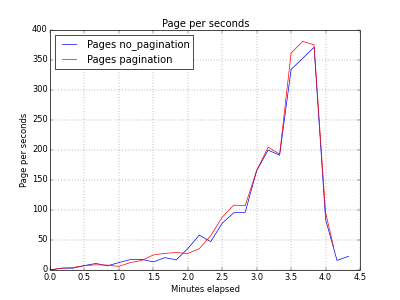 Page per seconds
Pages no_pagination
Pages pagination
400
350
300
250
200
150
100
50
0
Page per seconds
0.0 0.5 1.0 1.5 2.0 2.5 3.0 3.5 4.0 4.5
Minutes elapsed